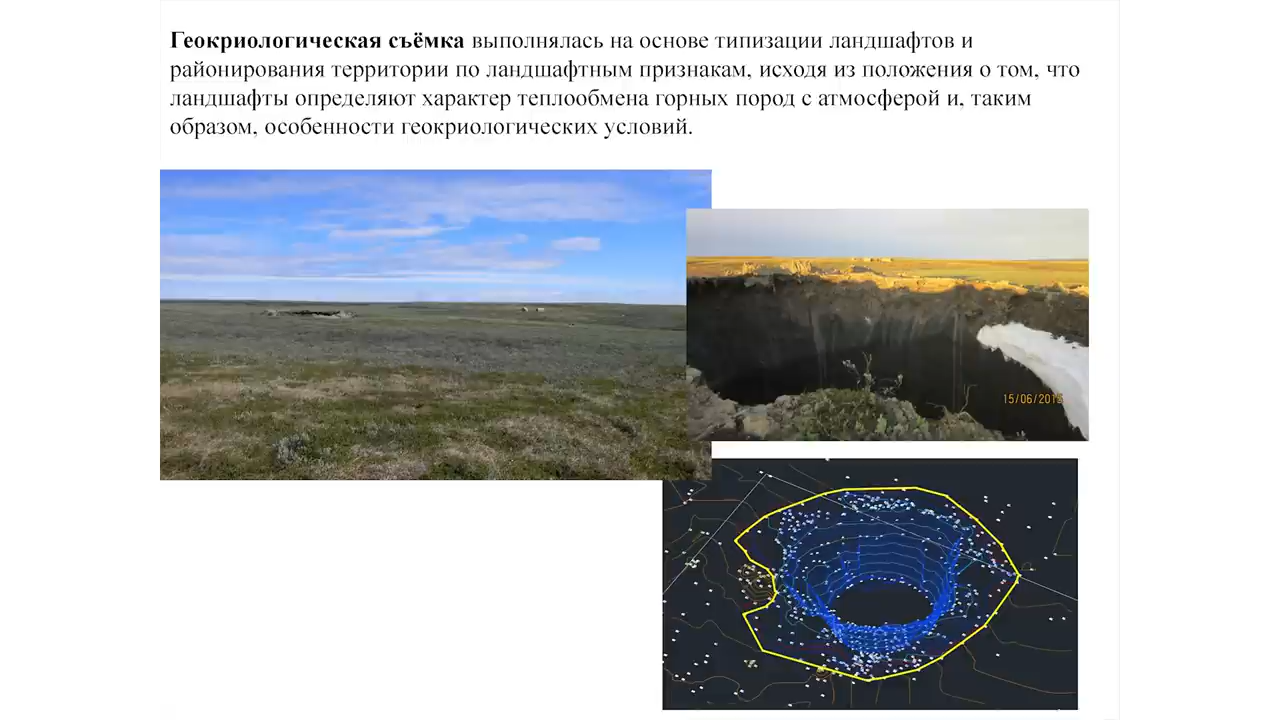 Геокриологическая съёмка выполнялась на основе типизации ландшафтов и
районирования территории по ландшафтным признакам, исходя из положения о том, что
ландшафты определяют характер теплообмена горных пород с атмосферой и, таким
образом, особенности геокриологических условий.